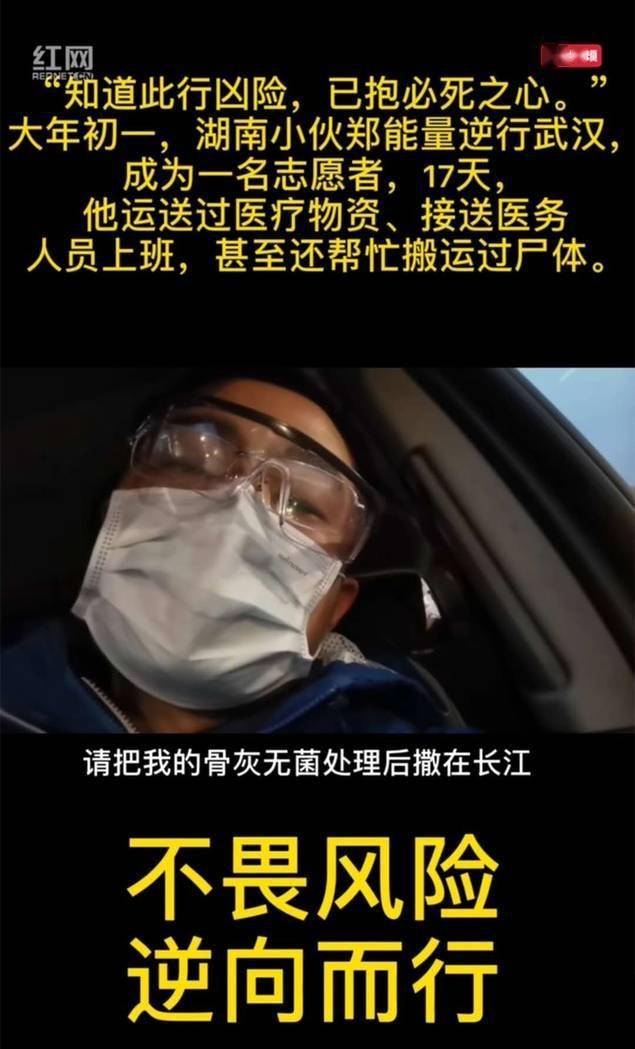 红网
REDNET.CN
“知道此行凶险，已抱必死之心。”
大年初一，湖南小伙郑能量逆行武汉，
成为一名志愿者，17天，
他运送过医疗物资、接送医务
人员上班，甚至还帮忙搬运过尸体。
请把我的骨灰无菌处理后撒在长江
不畏风险
逆向而行